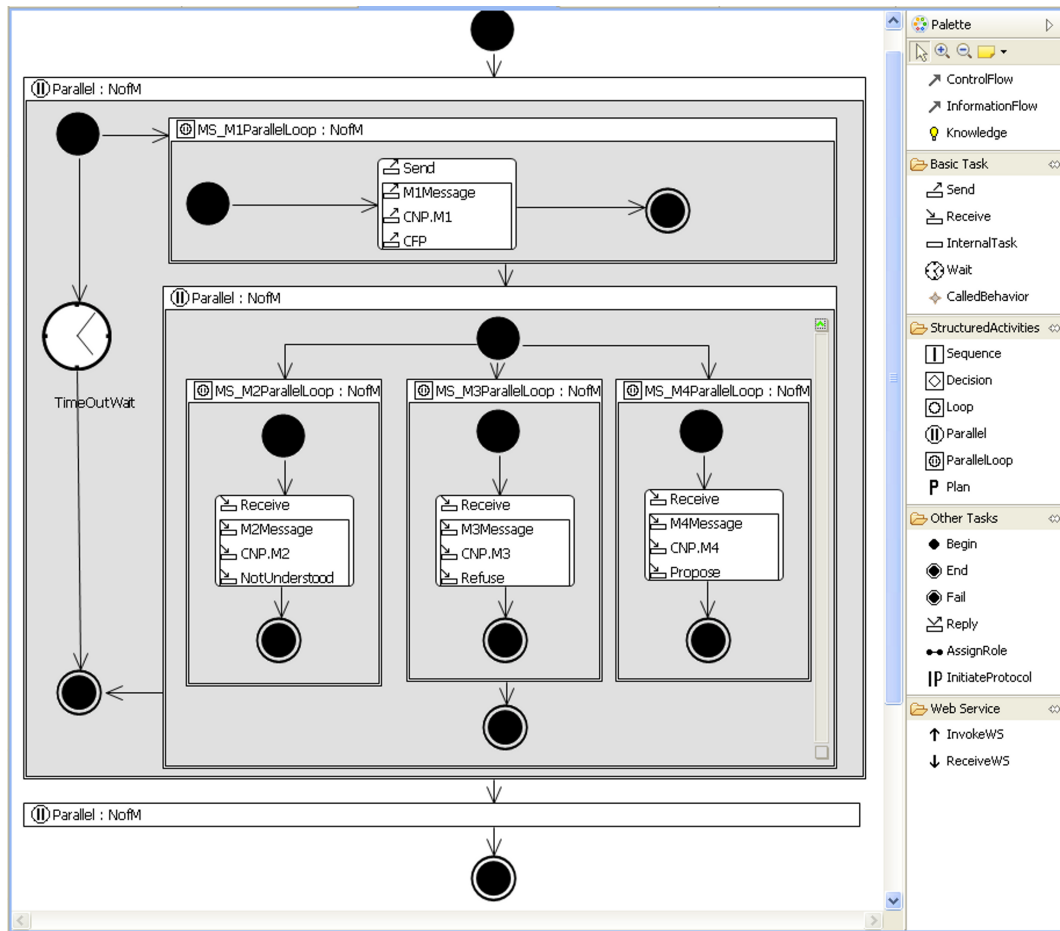 Parallel : NofM
MS_M1ParallelLoop : NofM
Send
M1Message
CNP.M1
CFP
Parallel : NofM
TimeOutWait
MS_M2ParallelLoop : NofM
MS_M3ParallelLoop : NofM
MS_M4ParallelLoop : NofM
Receive
M2Message
CNP.M2
NotUnderstood
Receive
M3Message
CNP.M3
Refuse
Receive
M4Message
CNP.M4
Propose
Parallel : NofM
Palette
ControlFlow
InformationFlow
Knowledge
Basic Task
Send
Receive
InternalTask
Wait
CalledBehavior
StructuredActivities
Sequence
Decision
Loop
Parallel
ParallelLoop
P Plan
Other Tasks
Begin
End
Fail
Reply
AssignRole
IP InitiateProtocol
Web Service
InvokeWS
ReceiveWS